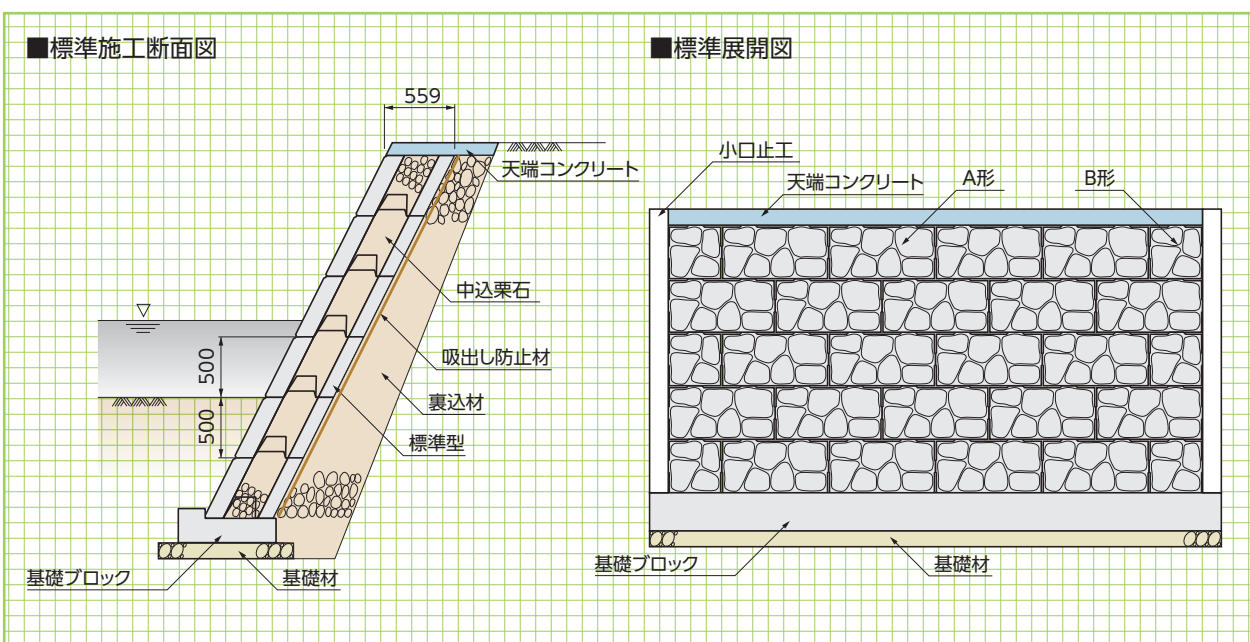 ■標準施工断面図
559
天端コンクリート
中込栗石
吸出し防止材
裏込材
標準型
500
500
基礎ブロック
基礎材
■標準展開図
小口止工
天端コンクリート
A形
B形
基礎ブロック
基礎材